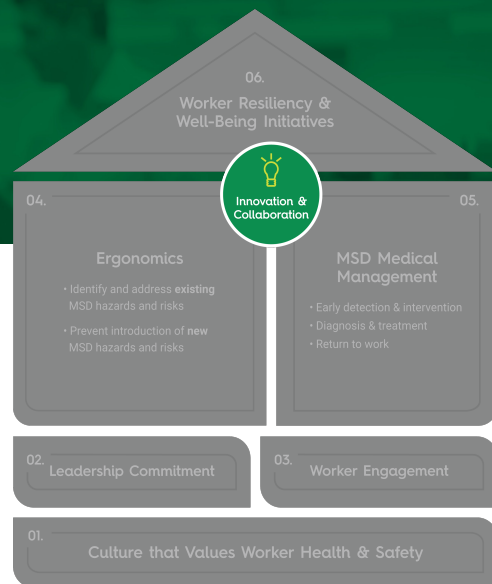 06.
Worker Resiliency &
Well-Being Initiatives
Innovation &
Collaboration
04.
Ergonomics
• Identify and address existing
MSD hazards and risks
• Prevent introduction of new
MSD hazards and risks
05.
MSD Medical
Management
• Early detection & intervention
• Diagnosis & treatment
• Return to work
02.
Leadership Commitment
03.
Worker Engagement
01.
Culture that Values Worker Health & Safety